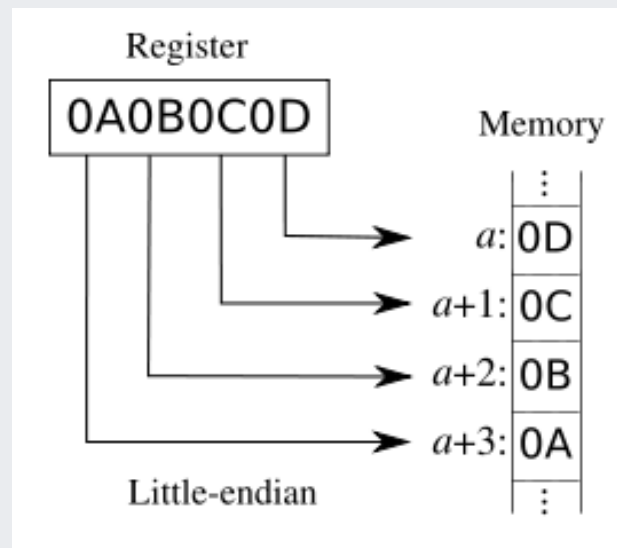 Register
0A0B0C0D
Memory
⋮
a: 0D
a+1: 0C
a+2: 0B
a+3: 0A
⋮
Little-endian